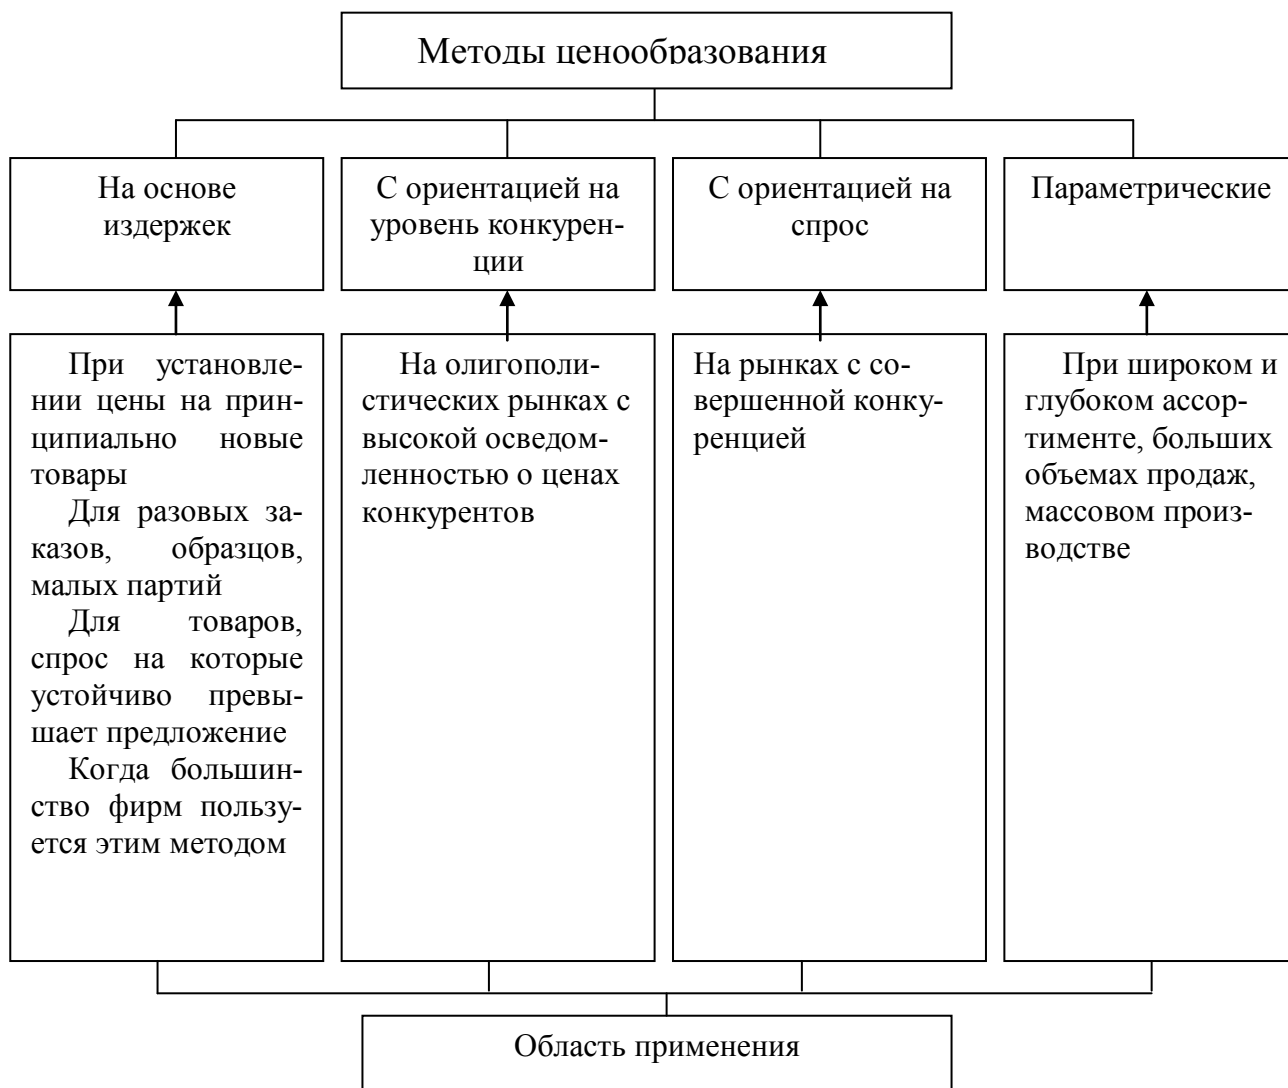 Методы ценообразования
На основе
издержек
С ориентацией на
уровень конкурен-
ции
С ориентацией на
спрос
Параметрические
При установле-
нии цены на прин-
ципиально новые
товары
Для разовых за-
казов, образцов,
малых партий
Для товаров,
спрос на которые
устойчиво превы-
шает предложение
Когда большин-
ство фирм пользу-
ется этим методом
На олигополи-
стических рынках с
высокой осведом-
ленностью о ценах
конкурентов
На рынках с со-
вершенной конку-
ренцией
При широком и
глубоком ассор-
тименте, больших
объемах продаж,
массовом произ-
водстве
Область применения